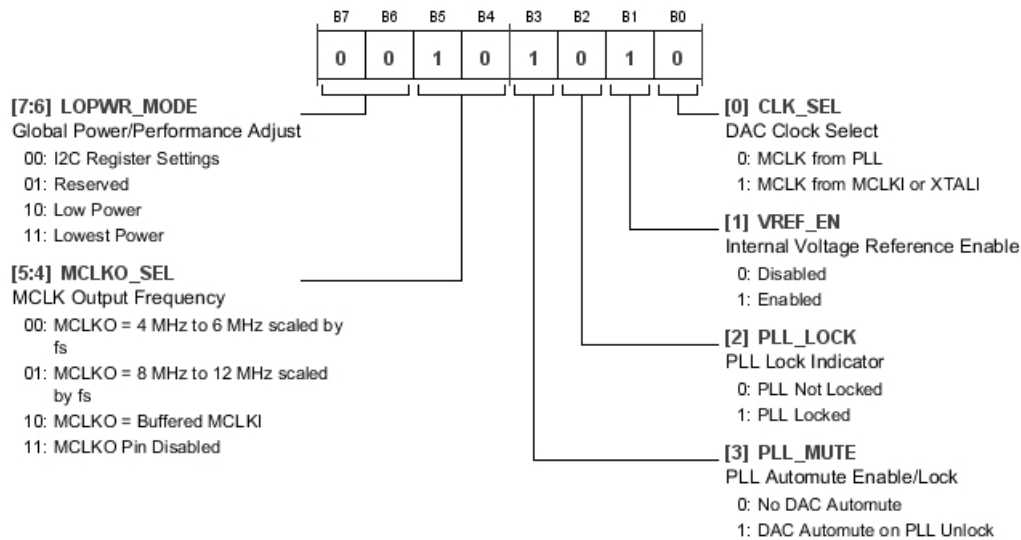 B7 B6 B5 B4 B3 B2 B1 B0
0 0 1 0 1 0 1 0
[7:6] LOPWR_MODE
Global Power/Performance Adjust
00: I2C Register Settings
01: Reserved
10: Low Power
11: Lowest Power
[5:4] MCLKO_SEL
MCLK Output Frequency
00: MCLKO = 4 MHz to 6 MHz scaled by
fs
01: MCLKO = 8 MHz to 12 MHz scaled
by fs
10: MCLKO = Buffered MCLKI
11: MCLKO Pin Disabled
[0] CLK_SEL
DAC Clock Select
0: MCLK from PLL
1: MCLK from MCLKI or XTALI
[1] VREF_EN
Internal Voltage Reference Enable
0: Disabled
1: Enabled
[2] PLL_LOCK
PLL Lock Indicator
0: PLL Not Locked
1: PLL Locked
[3] PLL_MUTE
PLL Automute Enable/Lock
0: No DAC Automute
1: DAC Automute on PLL Unlock